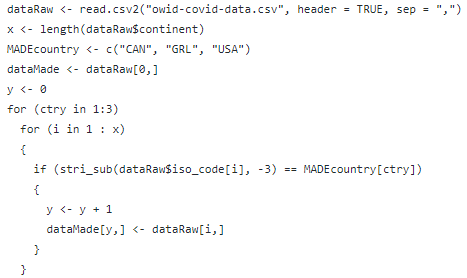 dataRaw <- read.csv2("owid-covid-data.csv", header = TRUE, sep = ",")
x <- length(dataRaw$continent)
MADEcountry <- c("CAN", "GRL", "USA")
dataMade <- dataRaw[0,]
y <- 0
for (ctry in 1:3)
  for (i in 1 : x)
  {
    if (stri_sub(dataRaw$iso_code[i], -3) == MADEcountry[ctry])
    {
      y <- y + 1
      dataMade[y,] <- dataRaw[i,]
    }
  }